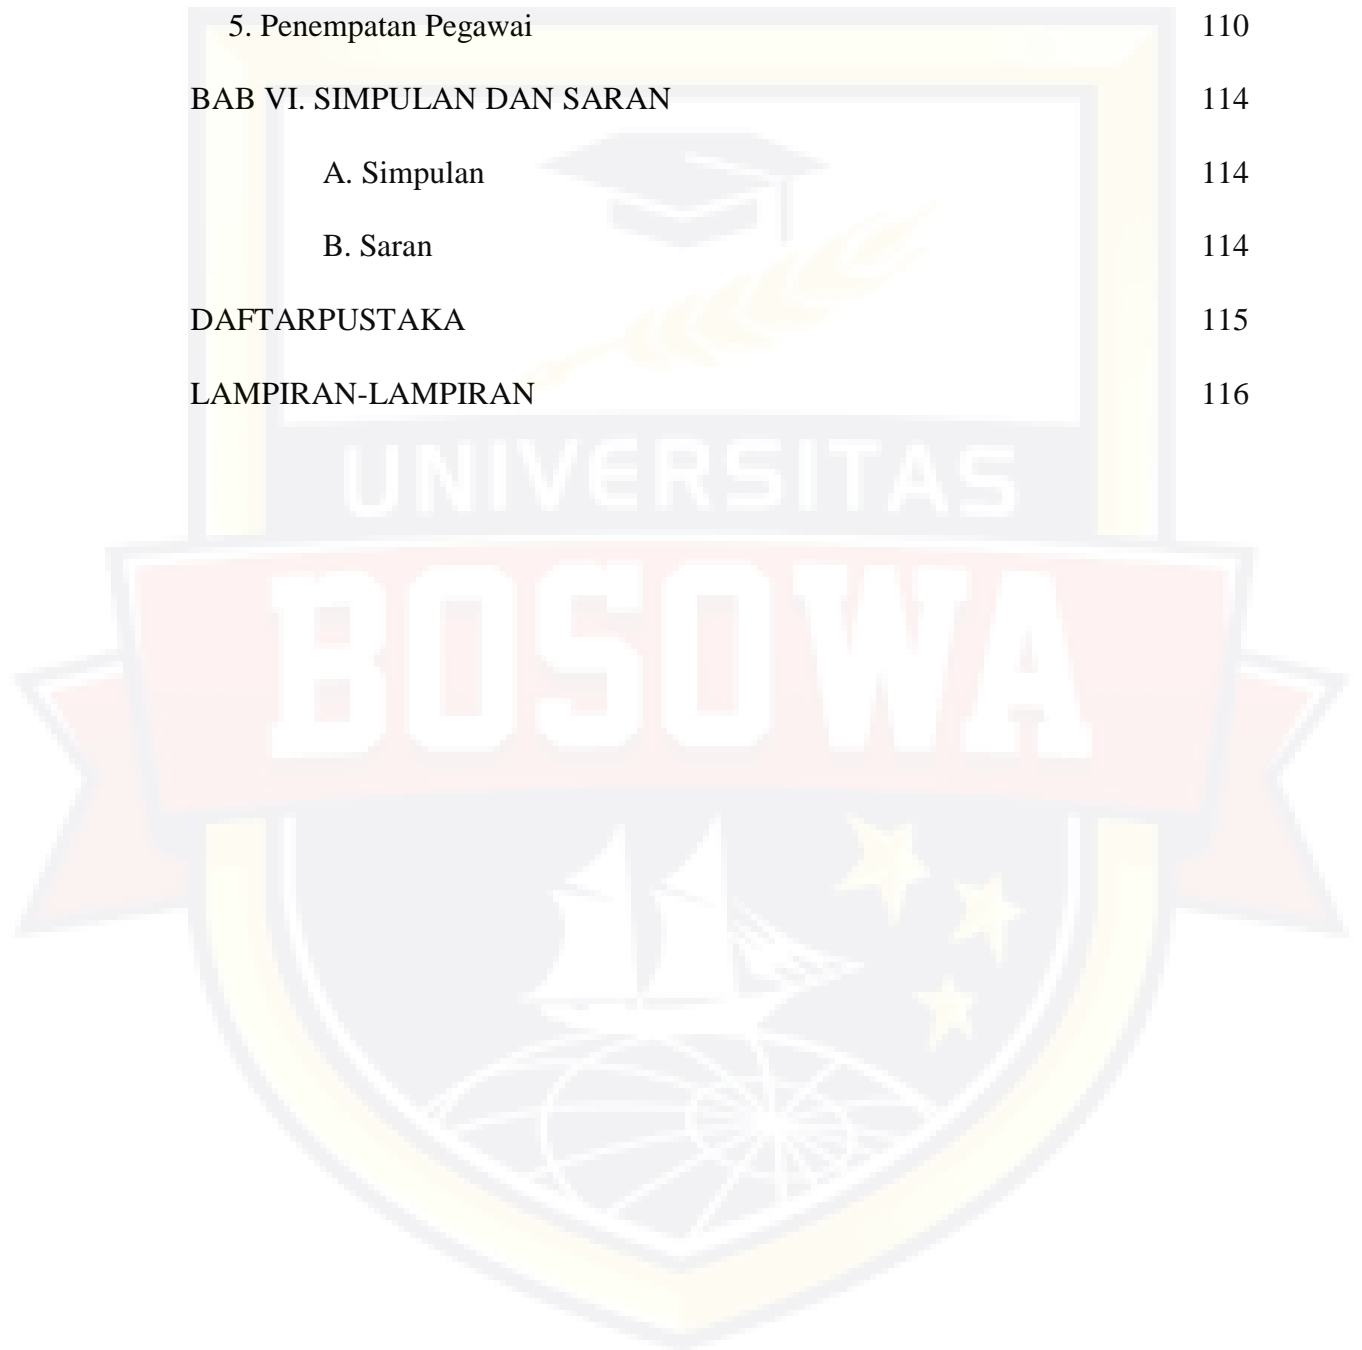 5. Penempatan Pegawai 110
BAB VI. SIMPULAN DAN SARAN 114
A. Simpulan 114
B. Saran 114
DAFTARPUSTAKA 115
LAMPIRAN-LAMPIRAN 116
UNIVERSITAS
BOSOWA